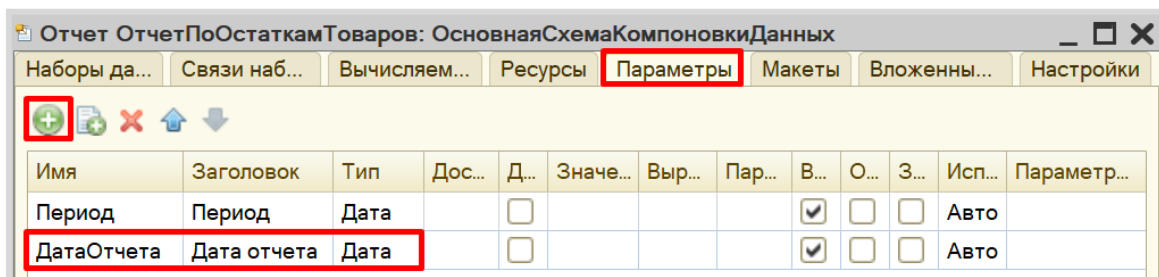 Отчет ОтчетПоОстаткамТоваров: ОсновнаяСхемаКомпоновкиДанных
Наборы да... Связи наб... Вычисляем... Ресурсы Параметры Макеты Вложенны... Настройки
Имя Заголовок Тип Дос... Д... Значе... Выр... Пар... В... О... З... Исп... Параметр...
Период Период Дата Авто
ДатаОтчета Дата отчета Дата Авто